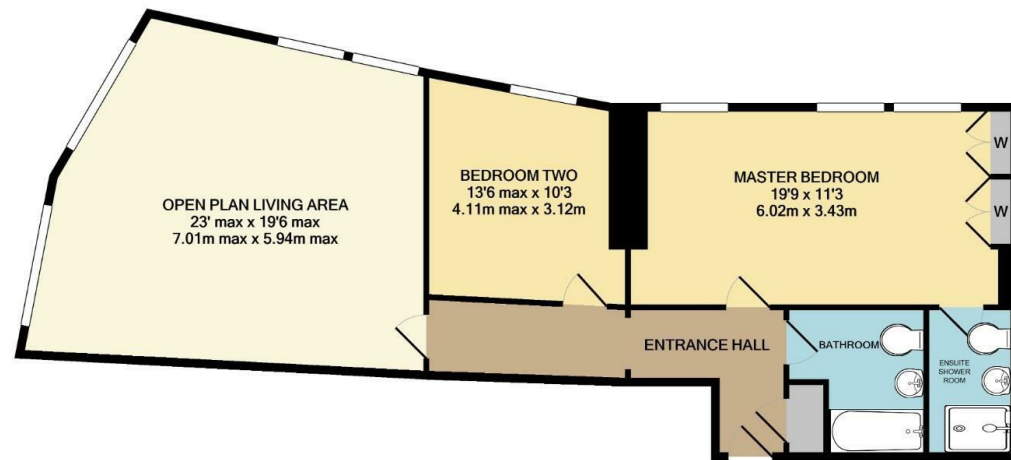 OPEN PLAN LIVING AREA
23' max x 19'6 max
7.01m max x 5.94m max
BEDROOM TWO
13'6 max x 10'3
4.11m max x 3.12m
MASTER BEDROOM
19'9 x 11'3
6.02m x 3.43m
W
W
ENTRANCE HALL
BATHROOM
ENSUITE
SHOWER
ROOM